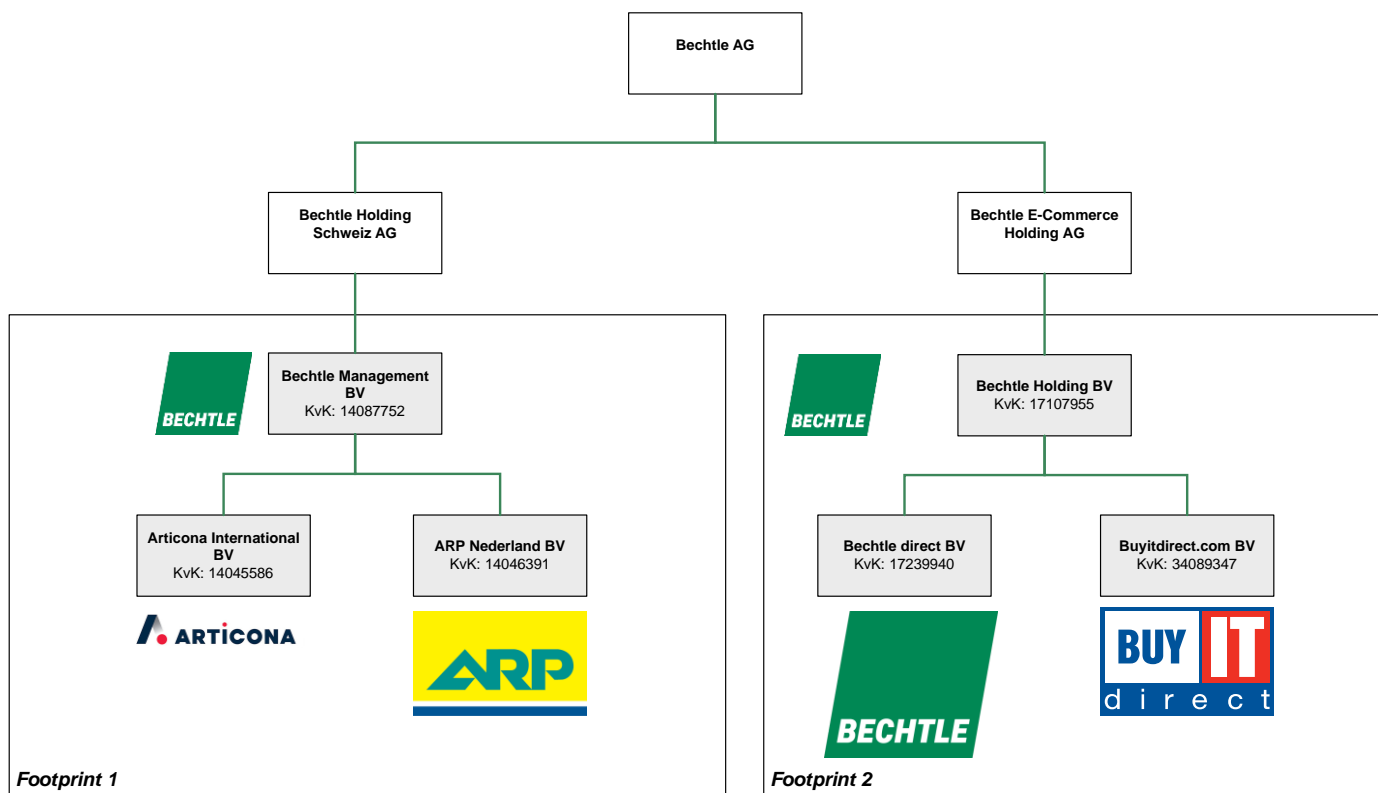 Bechtle AG
Bechtle Holding
Schweiz AG
Bechtle E-Commerce
Holding AG
BECHTLE
Bechtle Management
BV
KvK: 14087752
Articona International
BV
KvK: 14045586
ARTICONA
ARP Nederland BV
KvK: 14046391
ARP
Footprint 1
BECHTLE
Bechtle Holding BV
KvK: 17107955
Bechtle direct BV
KvK: 17239940
BECHTLE
Buyitdirect.com BV
KvK: 34089347
BUY IT
direct
Footprint 2